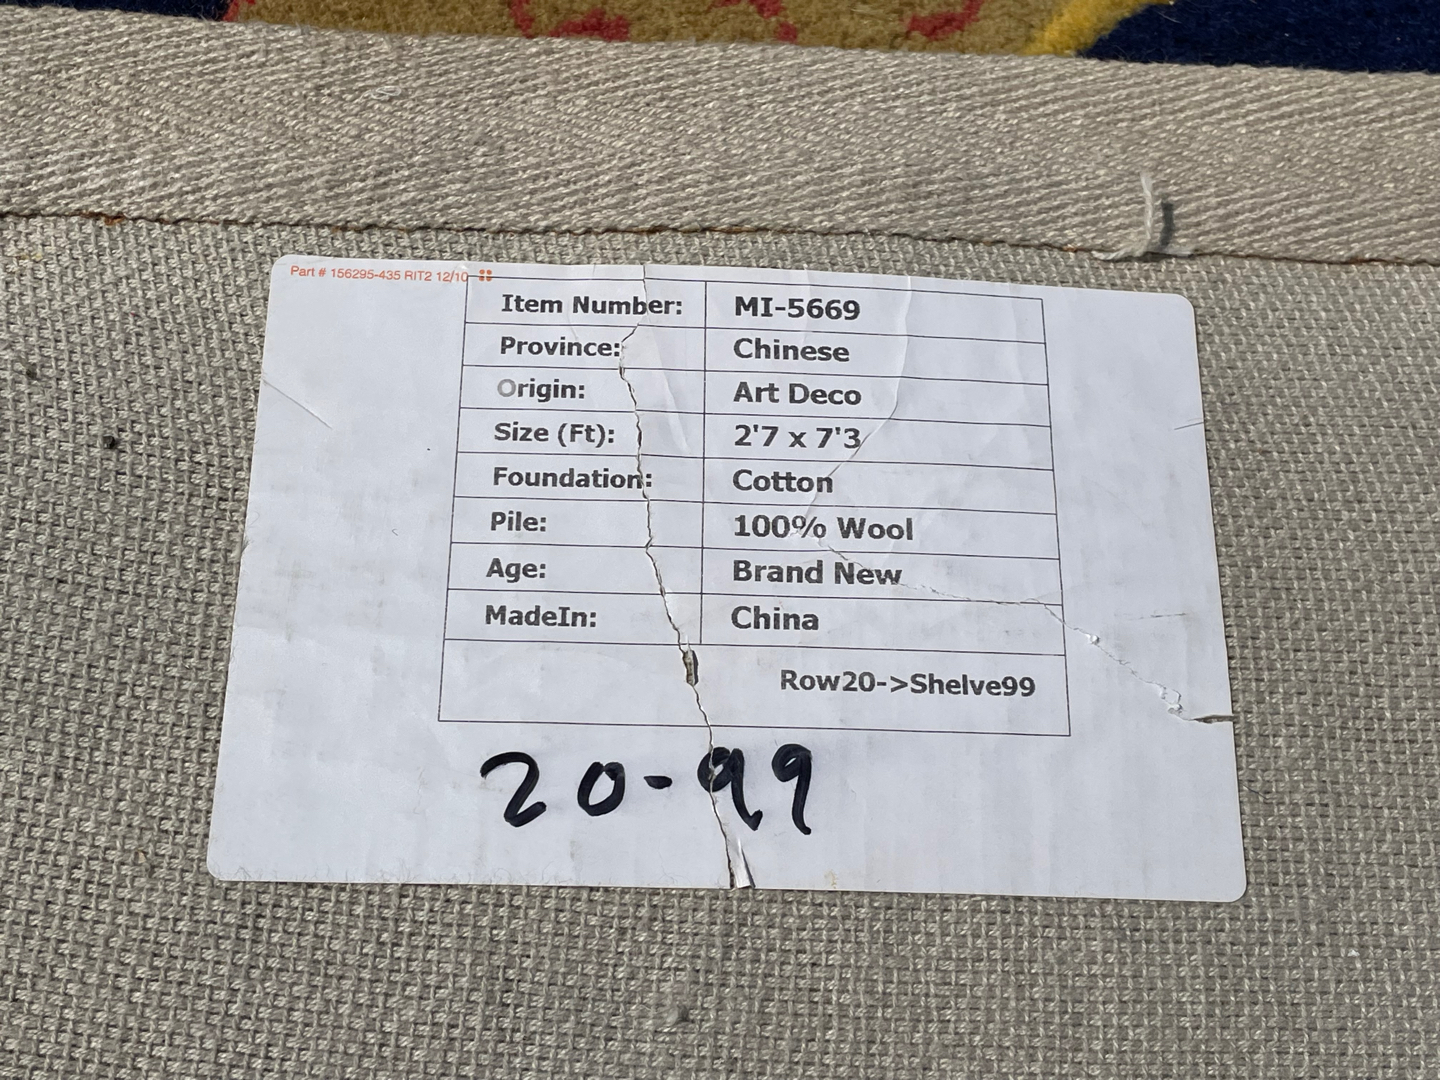 Part # 156295-435 RIT2 12/10
Item Number: MI-5669
Province: Chinese
Origin: Art Deco
Size (Ft): 2'7 x 7'3
Foundation: Cotton
Pile: 100% Wool
Age: Brand New
MadeIn: China
Row20->Shelve99
20-99